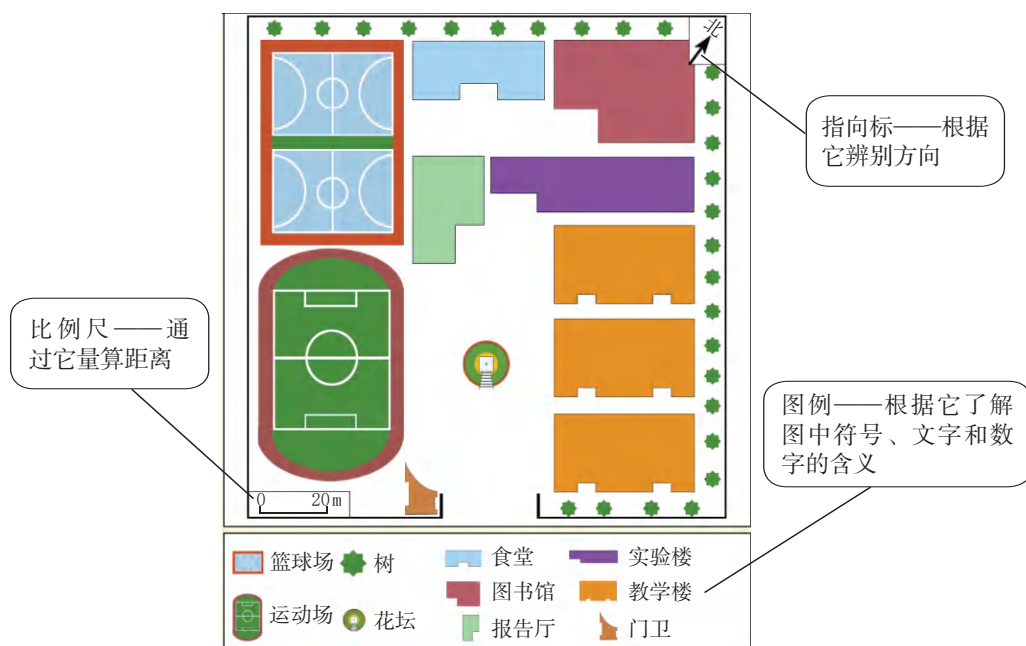 北
指向标——根据
它辨别方向
比例尺——通
过它量算距离
图例——根据它了解
图中符号、文字和数
字的含义
0 20m
篮球场 树 食堂 实验楼
图书馆 教学楼
运动场 花坛 报告厅 门卫